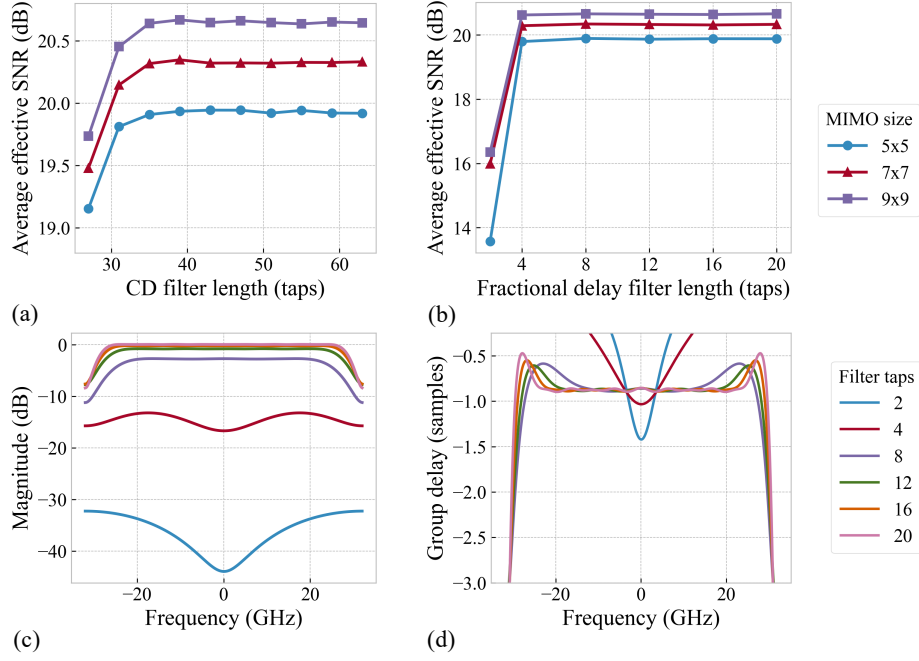 20.5
20.0
19.5
19.0
Average effective SNR (dB)
30
40
50
60
CD filter length (taps)
(a)
20
18
16
14
Average effective SNR (dB)
4
8
12
16
20
Fractional delay filter length (taps)
(b)
MIMO size
5x5
7x7
9x9
0
−10
−20
−30
−40
Magnitude (dB)
−20
0
20
Frequency (GHz)
(c)
−0.5
−1.0
−1.5
−2.0
−2.5
−3.0
Group delay (samples)
−20
0
20
Frequency (GHz)
(d)
Filter taps
2
4
8
12
16
20